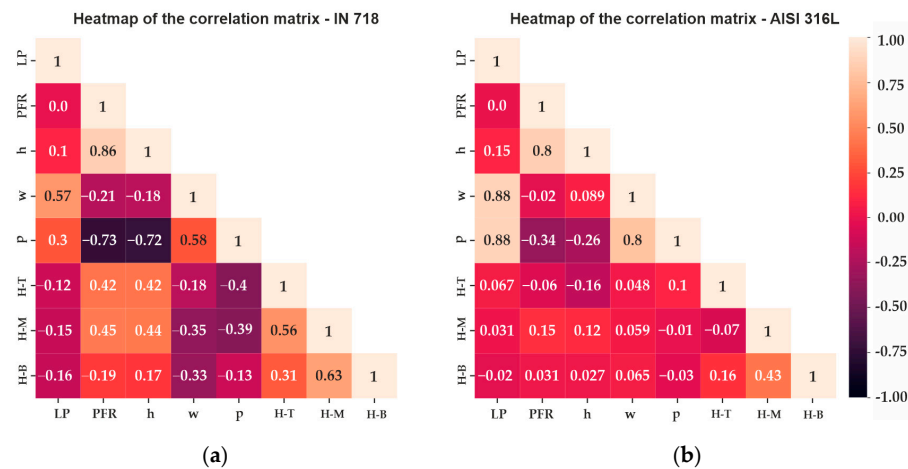 Heatmap of the correlation matrix - IN 718
LP 1
PFR 0.0 1
h 0.1 0.86 1
w 0.57 −0.21 −0.18 1
p 0.3 −0.73 −0.72 0.58 1
H-T −0.12 0.42 0.42 −0.18 −0.4 1
H-M −0.15 0.45 0.44 −0.35 −0.39 0.56 1
H-B −0.16 −0.19 0.17 −0.33 −0.13 0.31 0.63 1
LP PFR h w p H-T H-M H-B
(a)
Heatmap of the correlation matrix - AISI 316L
LP 1
PFR 0.0 1
h 0.15 0.8 1
w 0.88 −0.02 0.089 1
p 0.88 −0.34 −0.26 0.8 1
H-T 0.067 −0.06 −0.16 0.048 0.1 1
H-M 0.031 0.15 0.12 0.059 −0.01 −0.07 1
H-B −0.02 0.031 0.027 0.065 −0.03 0.16 0.43 1
LP PFR h w p H-T H-M H-B
(b)
1.00
0.75
0.50
0.25
0.00
-0.25
-0.50
-0.75
-1.00